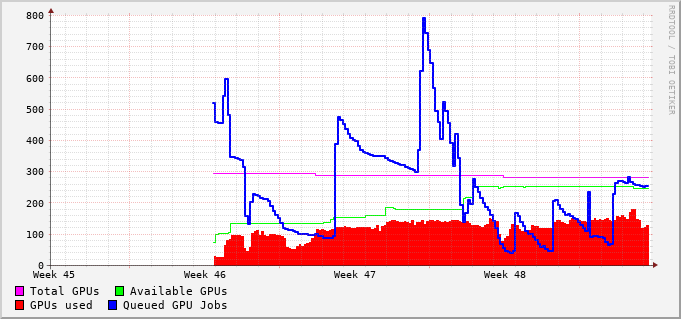 800
700
600
500
400
300
200
100
0
Week 45 Week 46 Week 47 Week 48
Total GPUs Available GPUs
GPUs used Queued GPU Jobs
RRDTOOL / TOBI OETIKER